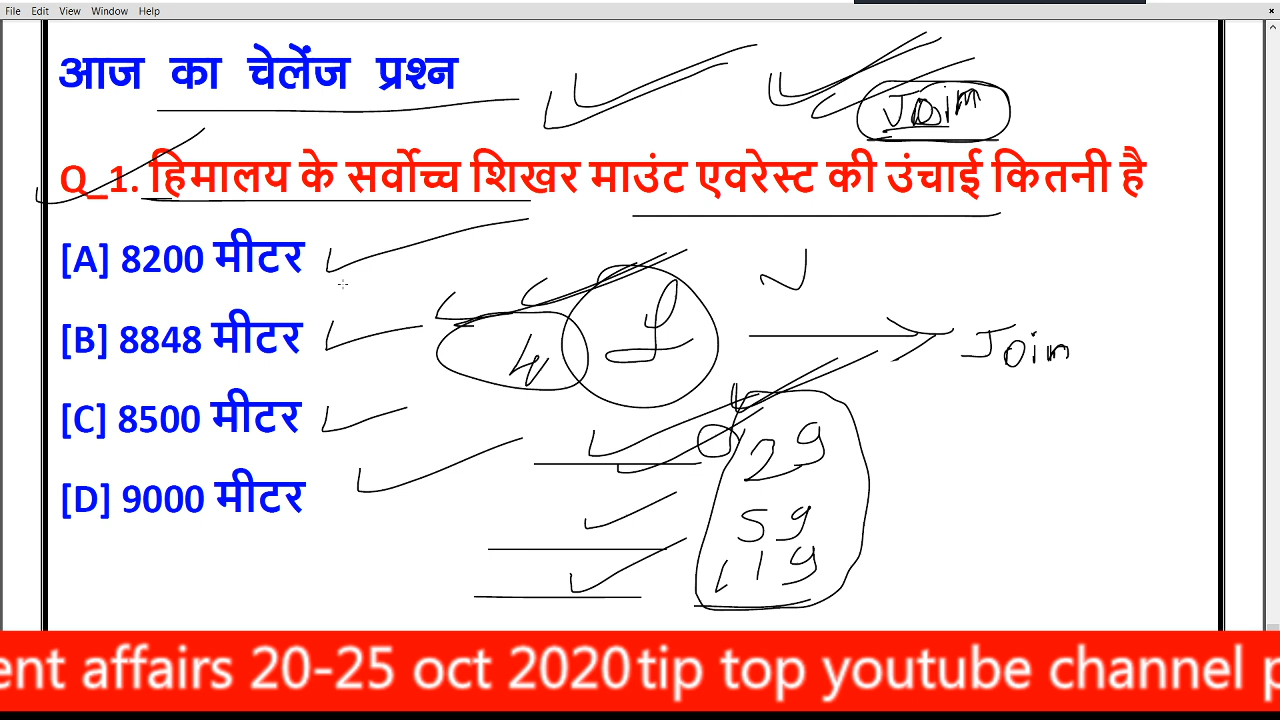 File Edit View Window Help
आज का चेलेंज प्रश्न
Join
Q_1. हिमालय के सर्वोच्च शिखर माउंट एवरेस्ट की उंचाई कितनी है
[A] 8200 मीटर
[B] 8848 मीटर
Join
[C] 8500 मीटर
29
[D] 9000 मीटर
59
119
ent affairs 20-25 oct 2020 tip top youtube channel p